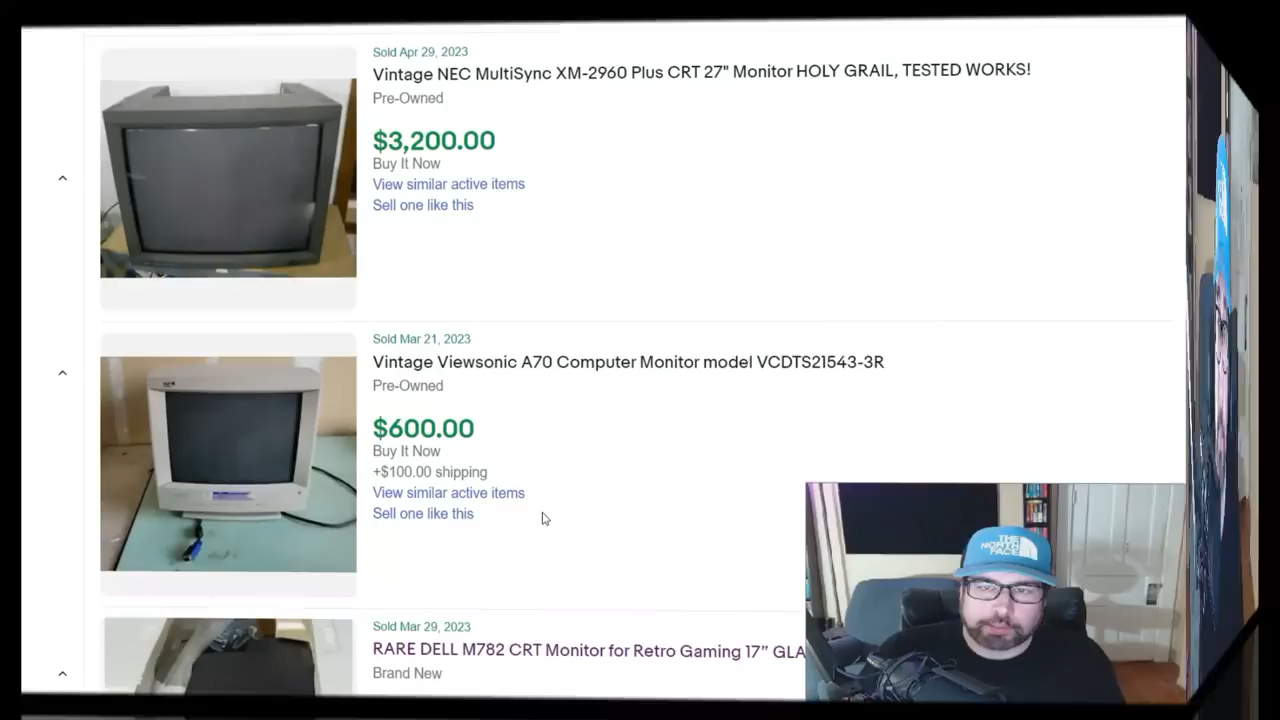 Sold Apr 29, 2023
Vintage NEC MultiSync XM-2960 Plus CRT 27" Monitor HOLY GRAIL, TESTED WORKS!
Pre-Owned
$3,200.00
Buy It Now
View similar active items
Sell one like this
Sold Mar 21, 2023
Vintage Viewsonic A70 Computer Monitor model VCDTS21543-3R
Pre-Owned
$600.00
Buy It Now
+$100.00 shipping
View similar active items
Sell one like this
Sold Mar 29, 2023
RARE DELL M782 CRT Monitor for Retro Gaming 17” GLA
Brand New
THE
NORTH
FACE